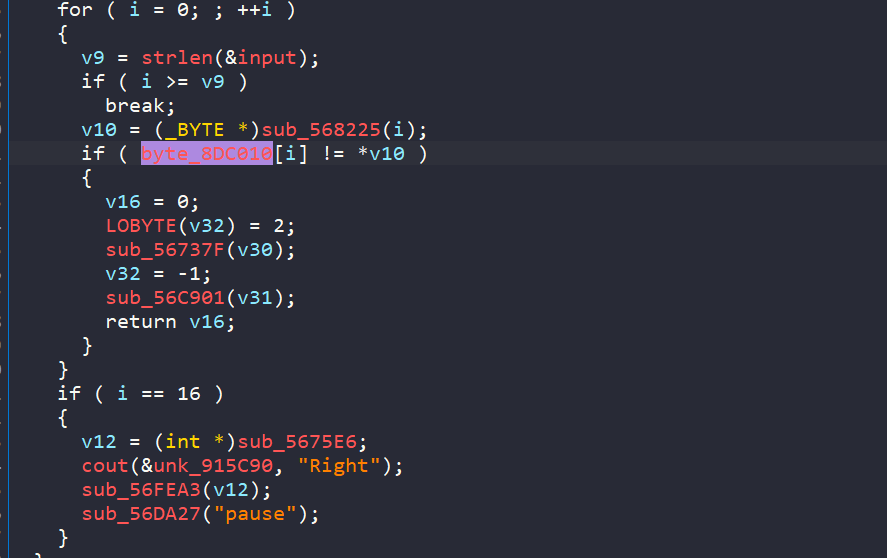 for ( i = 0; ; ++i )
{
v9 = strlen(&input);
if ( i >= v9 )
break;
v10 = (_BYTE *)sub_568225(i);
if ( byte_8DC010[i] != *v10 )
{
v16 = 0;
LOBYTE(v32) = 2;
sub_56737F(v30);
v32 = -1;
sub_56C901(v31);
return v16;
}
}
if ( i == 16 )
{
v12 = (int *)sub_5675E6;
cout(&unk_915C90, "Right");
sub_56FEA3(v12);
sub_56DA27("pause");
}